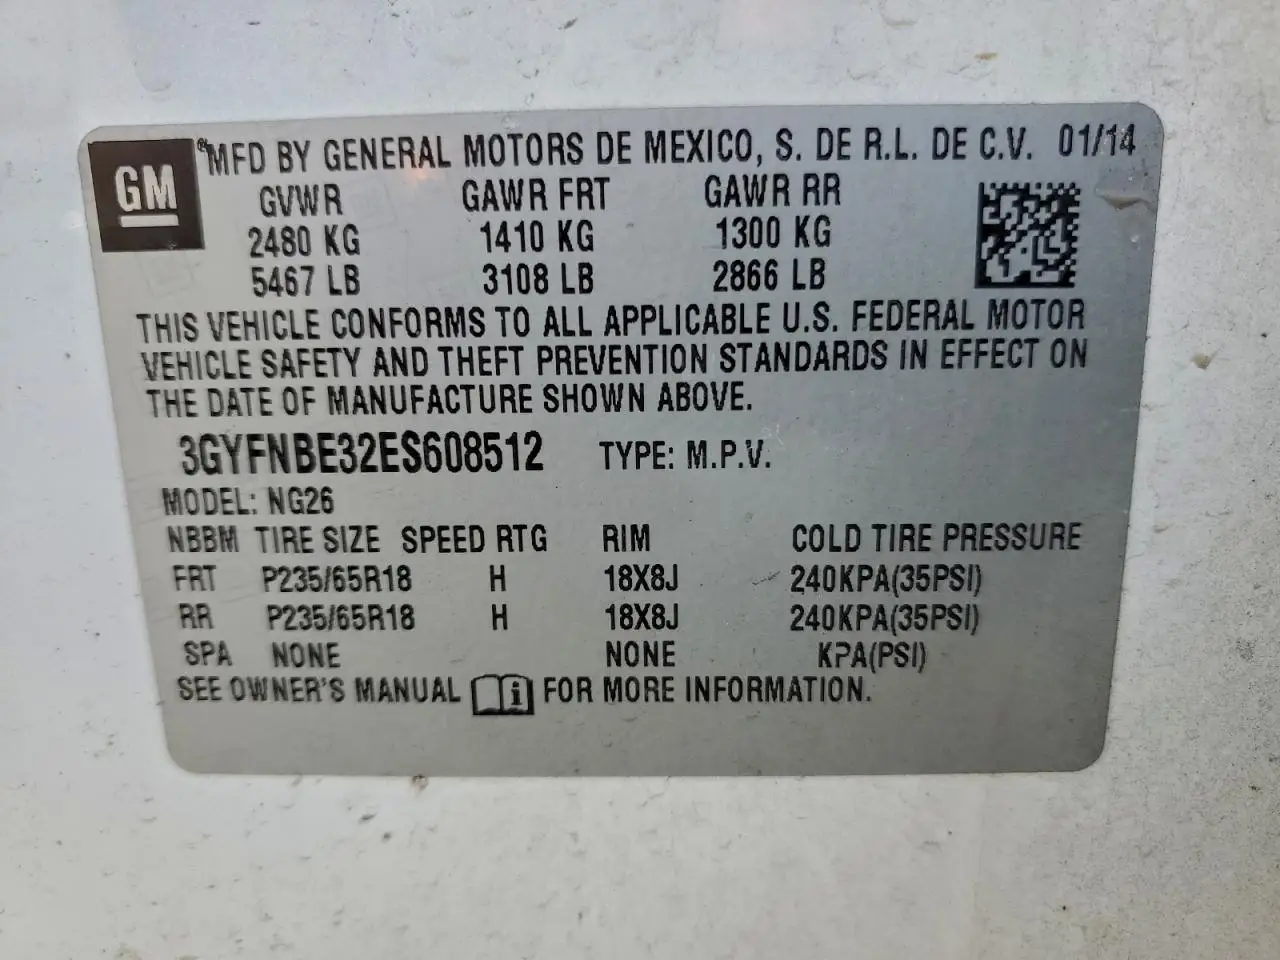 GM
® MFD BY GENERAL MOTORS DE MEXICO, S. DE R.L. DE C.V. 01/14
GVWR GAWR FRT GAWR RR
2480 KG 1410 KG 1300 KG
5467 LB 3108 LB 2866 LB
THIS VEHICLE CONFORMS TO ALL APPLICABLE U.S. FEDERAL MOTOR
VEHICLE SAFETY AND THEFT PREVENTION STANDARDS IN EFFECT ON
THE DATE OF MANUFACTURE SHOWN ABOVE.
3GYFNBE32ES608512 TYPE: M.P.V.
MODEL: NG26
NBBM TIRE SIZE SPEED RTG RIM COLD TIRE PRESSURE
FRT P235/65R18 H 18X8J 240KPA(35PSI)
RR P235/65R18 H 18X8J 240KPA(35PSI)
SPA NONE NONE KPA(PSI)
SEE OWNER'S MANUAL i FOR MORE INFORMATION.